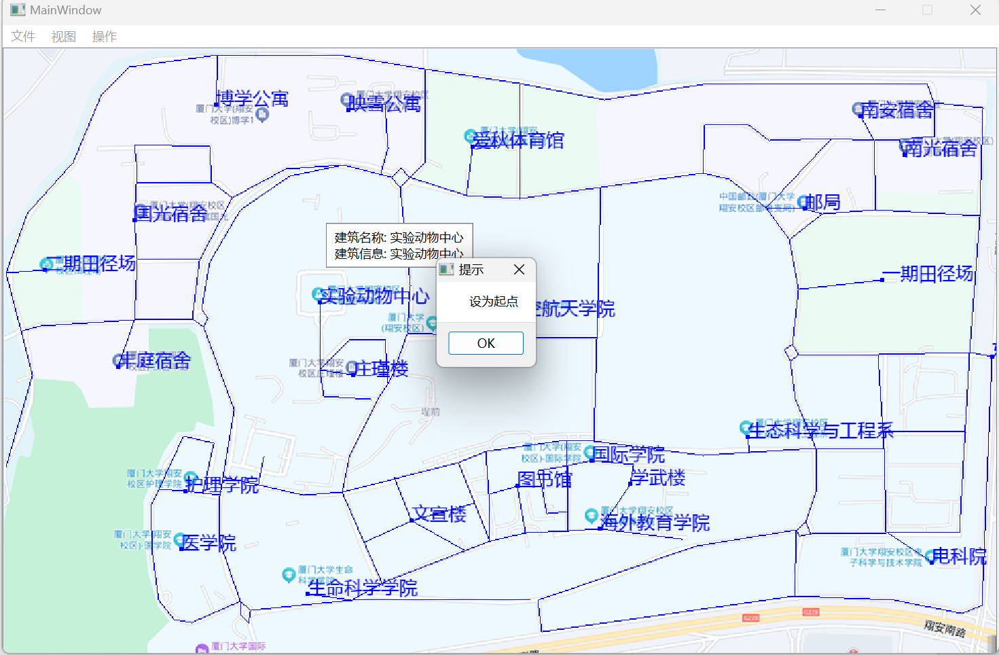 MainWindow
文件 视图 操作
博学公寓
厦门大学(翔安
校区)博学1
映雪公寓
爱秋体育馆
南安宿舍
南光宿舍
国光宿舍
中国邮政(厦门大学
翔安校区邮
支局)
邮局
建筑名称: 实验动物中心
建筑信息: 实验动物中心
二期田径场
一期田径场
提示
设为起点
OK
实验动物中心
厦门大学
(翔安校区)
空航天学院
丰庭宿舍
厦门大学翔安
校区庄瑾楼
庄瑾楼
埕前
生态科学与工程系
厦门大学(翔安
校区)-国际学院
国际学院
厦门大学翔安
校区护理学院
护理学院
图书馆
学武楼
文宣楼
厦门大学翔安校区
海外教育学院
厦门大学翔安
校区)-医学院
医学院
厦门大学翔安校区电
子科学与技术学院
电科院
厦门大学生命
科学学院
生命科学学院
G228
G228
翔安南路
厦门大学国际